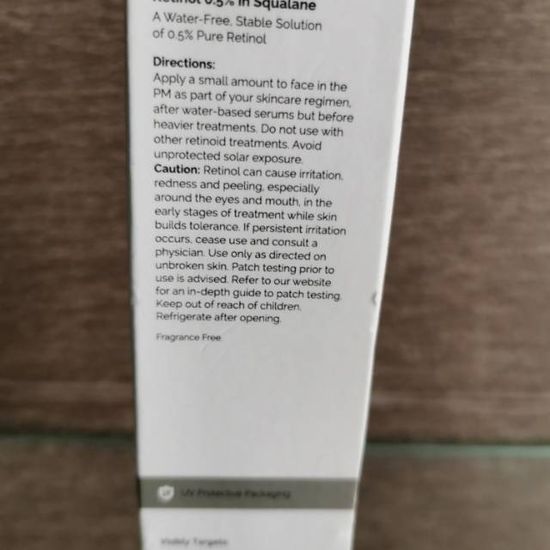 Retinol 0.5% in Squalane
A Water-Free, Stable Solution
of 0.5% Pure Retinol
Directions:
Apply a small amount to face in the
PM as part of your skincare regimen,
after water-based serums but before
heavier treatments. Do not use with
other retinoid treatments. Avoid
unprotected solar exposure.
Caution: Retinol can cause irritation,
redness and peeling, especially
around the eyes and mouth, in the
early stages of treatment while skin
builds tolerance. If persistent irritation
occurs, cease use and consult a
physician. Use only as directed on
unbroken skin. Patch testing prior to
use is advised. Refer to our website
for an in-depth guide to patch testing.
Keep out of reach of children.
Refrigerate after opening.
Fragrance Free.
UV Protective Packaging
Visibly Targets